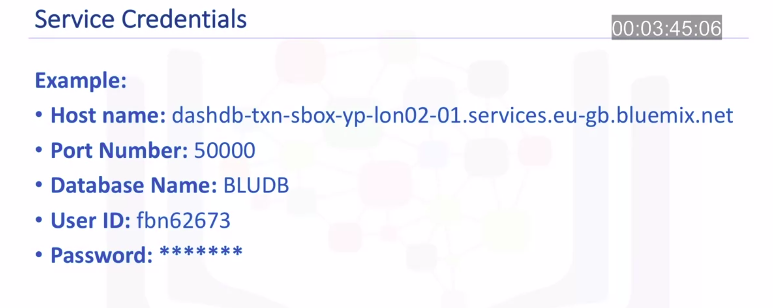 Service Credentials
00:03:45:06
Example:
• Host name: dashdb-txn-sbox-yp-lon02-01.services.eu-gb.bluemix.net
• Port Number: 50000
• Database Name: BLUDB
• User ID: fbn62673
• Password: *******